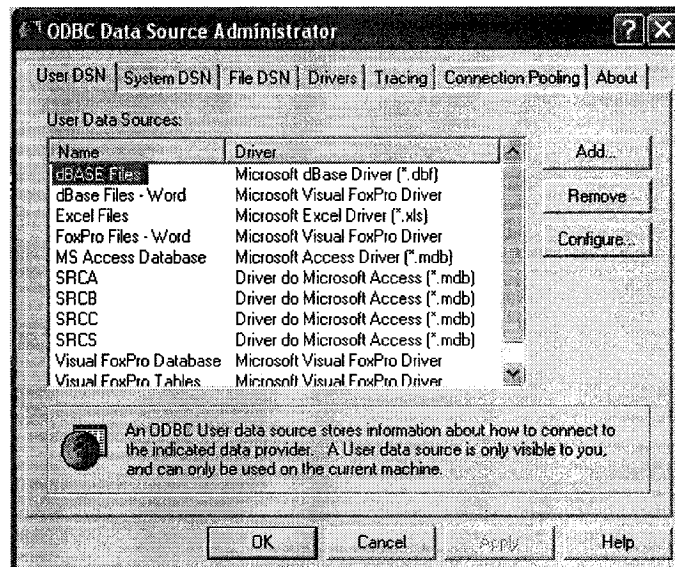 ODBC Data Source Administrator
User DSN System DSN File DSN Drivers Tracing Connection Pooling About
User Data Sources:
Name Driver
dBASE Files Microsoft dBase Driver (*.dbf)
dBase Files - Word Microsoft Visual FoxPro Driver
Excel Files Microsoft Excel Driver (*.xls)
FoxPro Files - Word Microsoft Visual FoxPro Driver
MS Access Database Microsoft Access Driver (*.mdb)
SRCA Driver do Microsoft Access (*.mdb)
SRCB Driver do Microsoft Access (*.mdb)
SRCC Driver do Microsoft Access (*.mdb)
SRCS Driver do Microsoft Access (*.mdb)
Visual FoxPro Database Microsoft Visual FoxPro Driver
Visual FoxPro Tables Microsoft Visual FoxPro Driver
Add...
Remove
Configure...
An ODBC User data source stores information about how to connect to
the indicated data provider. A User data source is only visible to you,
and can only be used on the current machine.
OK Cancel Apply Help